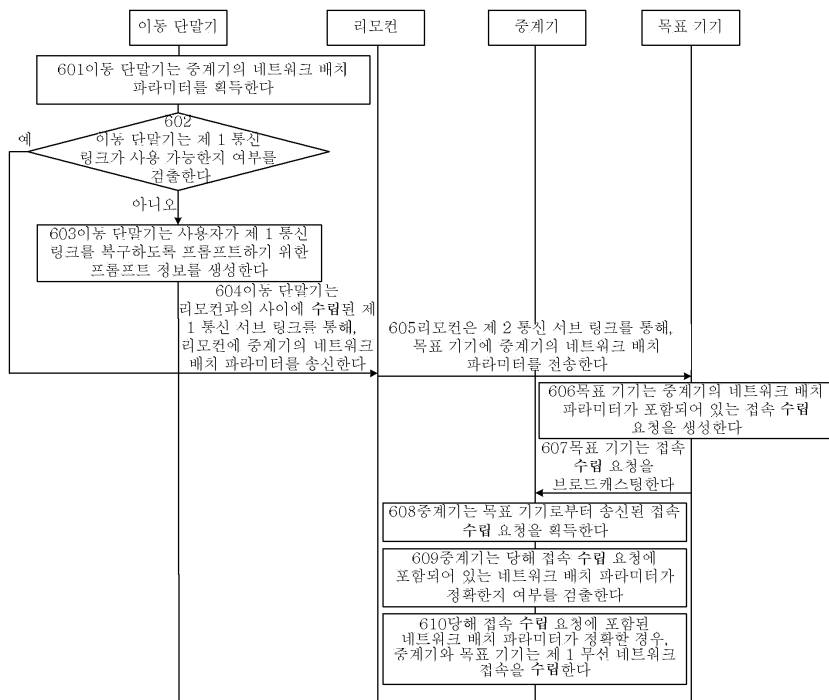 이동 단말기
리모컨
중계기
목표 기기
601이동 단말기는 중계기의 네트워크 배치
파라미터를 획득한다
602
이동 단말기는 제 1 통신
링크가 사용 가능한지 여부를
검출한다
예
아니오
603이동 단말기는 사용자가 제 1 통신
링크를 복구하도록 프롬프트하기 위한
프롬프트 정보를 생성한다
604이동 단말기는
리모컨과의 사이에 수립된 제
1 통신 서브 링크를 통해,
리모컨에 중계기의 네트워크
배치 파라미터를 송신한다
605리모컨은 제 2 통신 서브 링크를 통해,
목표 기기에 중계기의 네트워크 배치
파라미터를 전송한다
606목표 기기는 중계기의 네트워크 배치
파라미터가 포함되어 있는 접속 수립
요청을 생성한다
607목표 기기는 접속
수립 요청을
브로드캐스팅한다
608중계기는 목표 기기로부터 송신된 접속
수립 요청을 획득한다
609중계기는 당해 접속 수립 요청에
포함되어 있는 네트워크 배치 파라미터가
정확한지 여부를 검출한다
610당해 접속 수립 요청에 포함된
네트워크 배치 파라미터가 정확할 경우,
중계기와 목표 기기는 제 1 무선 네트워크
접속을 수립한다